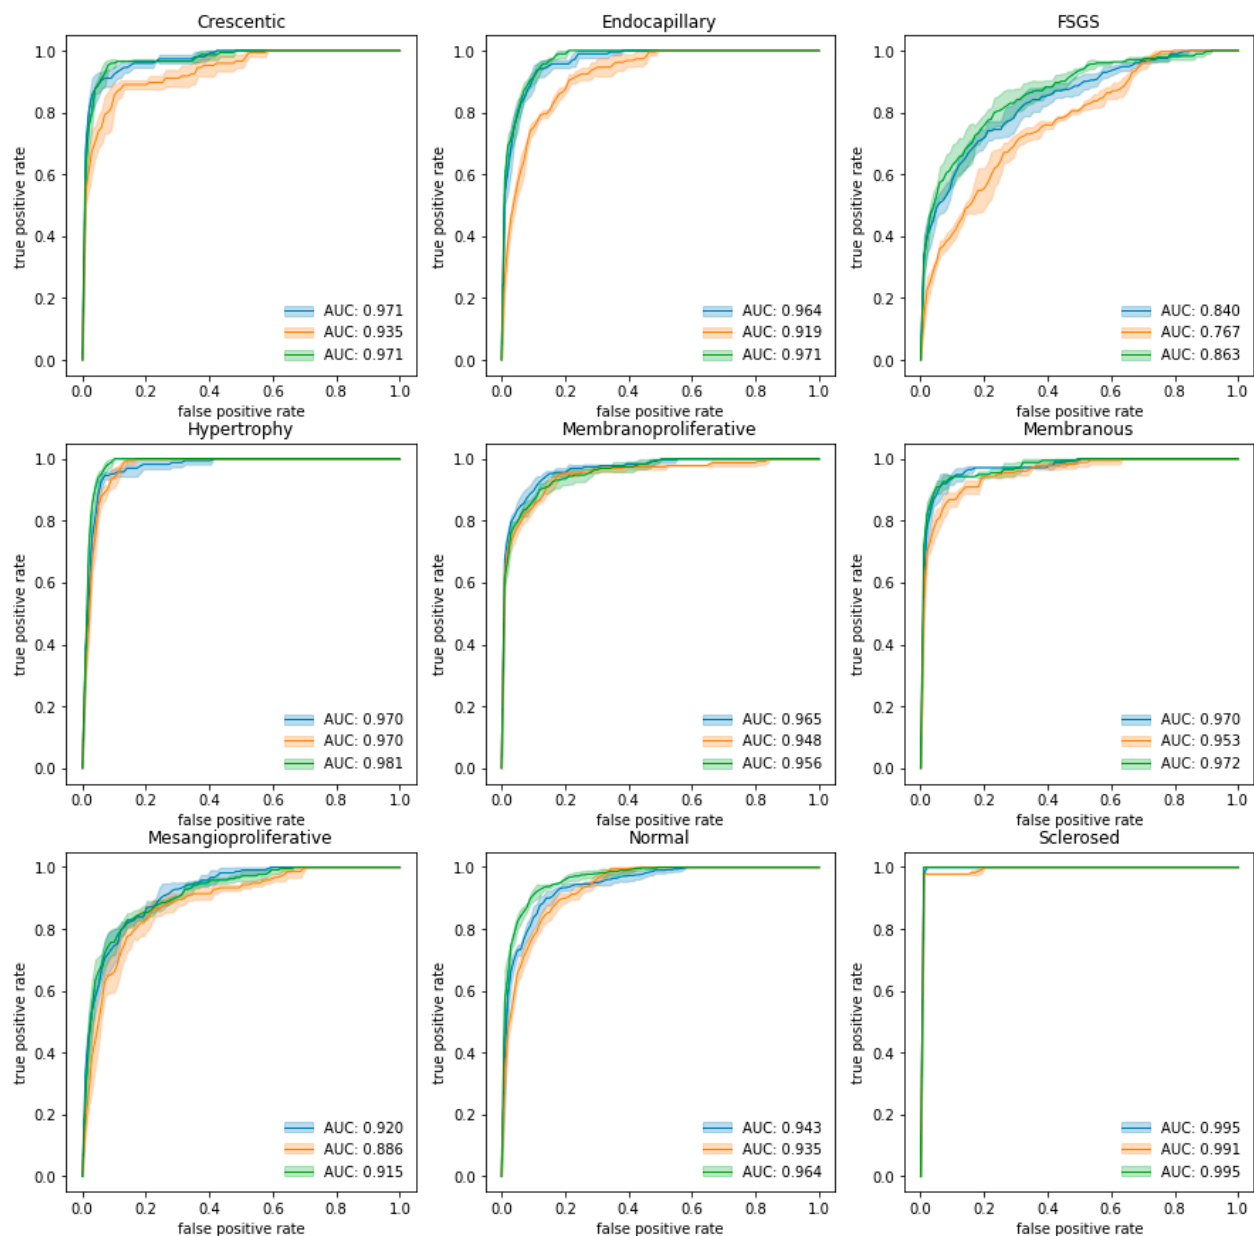 Crescentic
1.0
0.8
0.6
0.4
0.2
0.0
true positive rate
AUC: 0.971
AUC: 0.935
AUC: 0.971
0.0 0.2 0.4 0.6 0.8 1.0
false positive rate
Endocapillary
1.0
0.8
0.6
0.4
0.2
0.0
true positive rate
AUC: 0.964
AUC: 0.919
AUC: 0.971
0.0 0.2 0.4 0.6 0.8 1.0
false positive rate
FSGS
1.0
0.8
0.6
0.4
0.2
0.0
true positive rate
AUC: 0.840
AUC: 0.767
AUC: 0.863
0.0 0.2 0.4 0.6 0.8 1.0
false positive rate
Hypertrophy
1.0
0.8
0.6
0.4
0.2
0.0
true positive rate
AUC: 0.970
AUC: 0.970
AUC: 0.981
0.0 0.2 0.4 0.6 0.8 1.0
false positive rate
Membranoproliferative
1.0
0.8
0.6
0.4
0.2
0.0
true positive rate
AUC: 0.965
AUC: 0.948
AUC: 0.956
0.0 0.2 0.4 0.6 0.8 1.0
false positive rate
Membranous
1.0
0.8
0.6
0.4
0.2
0.0
true positive rate
AUC: 0.970
AUC: 0.953
AUC: 0.972
0.0 0.2 0.4 0.6 0.8 1.0
false positive rate
Mesangioproliferative
1.0
0.8
0.6
0.4
0.2
0.0
true positive rate
AUC: 0.920
AUC: 0.886
AUC: 0.915
0.0 0.2 0.4 0.6 0.8 1.0
false positive rate
Normal
1.0
0.8
0.6
0.4
0.2
0.0
true positive rate
AUC: 0.943
AUC: 0.935
AUC: 0.964
0.0 0.2 0.4 0.6 0.8 1.0
false positive rate
Sclerosed
1.0
0.8
0.6
0.4
0.2
0.0
true positive rate
AUC: 0.995
AUC: 0.991
AUC: 0.995
0.0 0.2 0.4 0.6 0.8 1.0
false positive rate